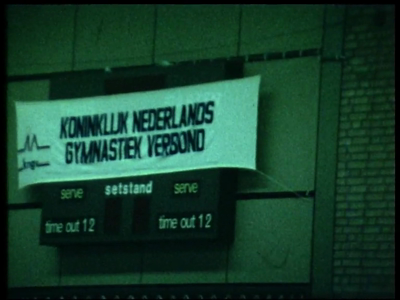 KONINKLIJK NEDERLANDS
GYMNASTIEK VERBOND
serve setstand serve
time out 1 2 time out 1 2